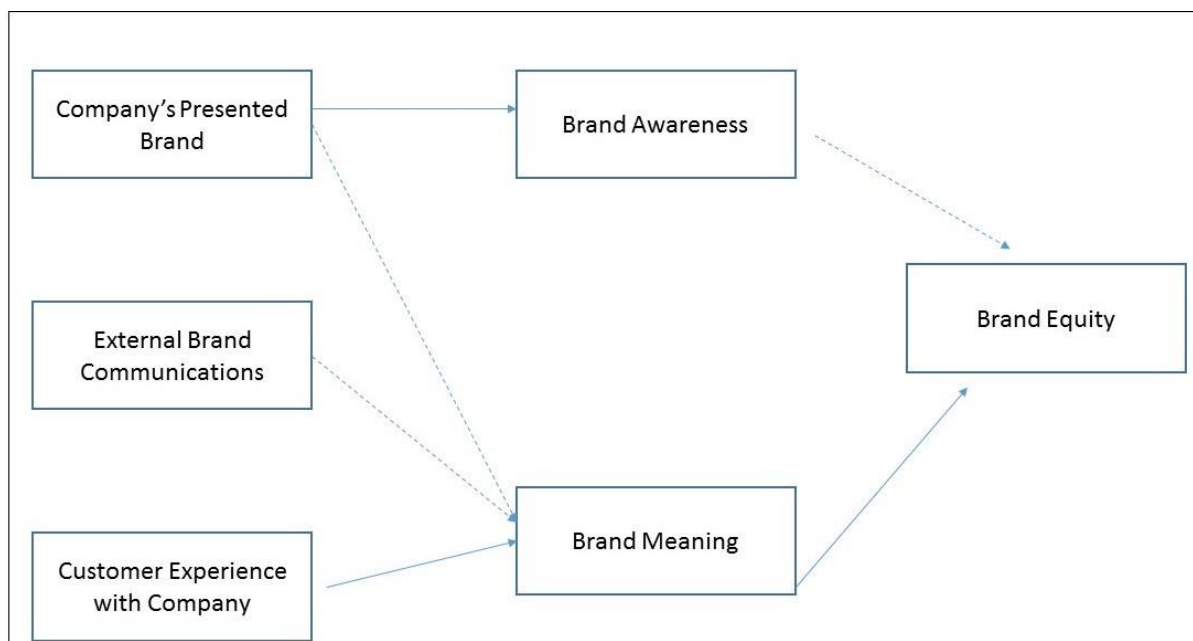 Company's Presented
Brand
Brand Awareness
External Brand
Communications
Brand Equity
Customer Experience
with Company
Brand Meaning